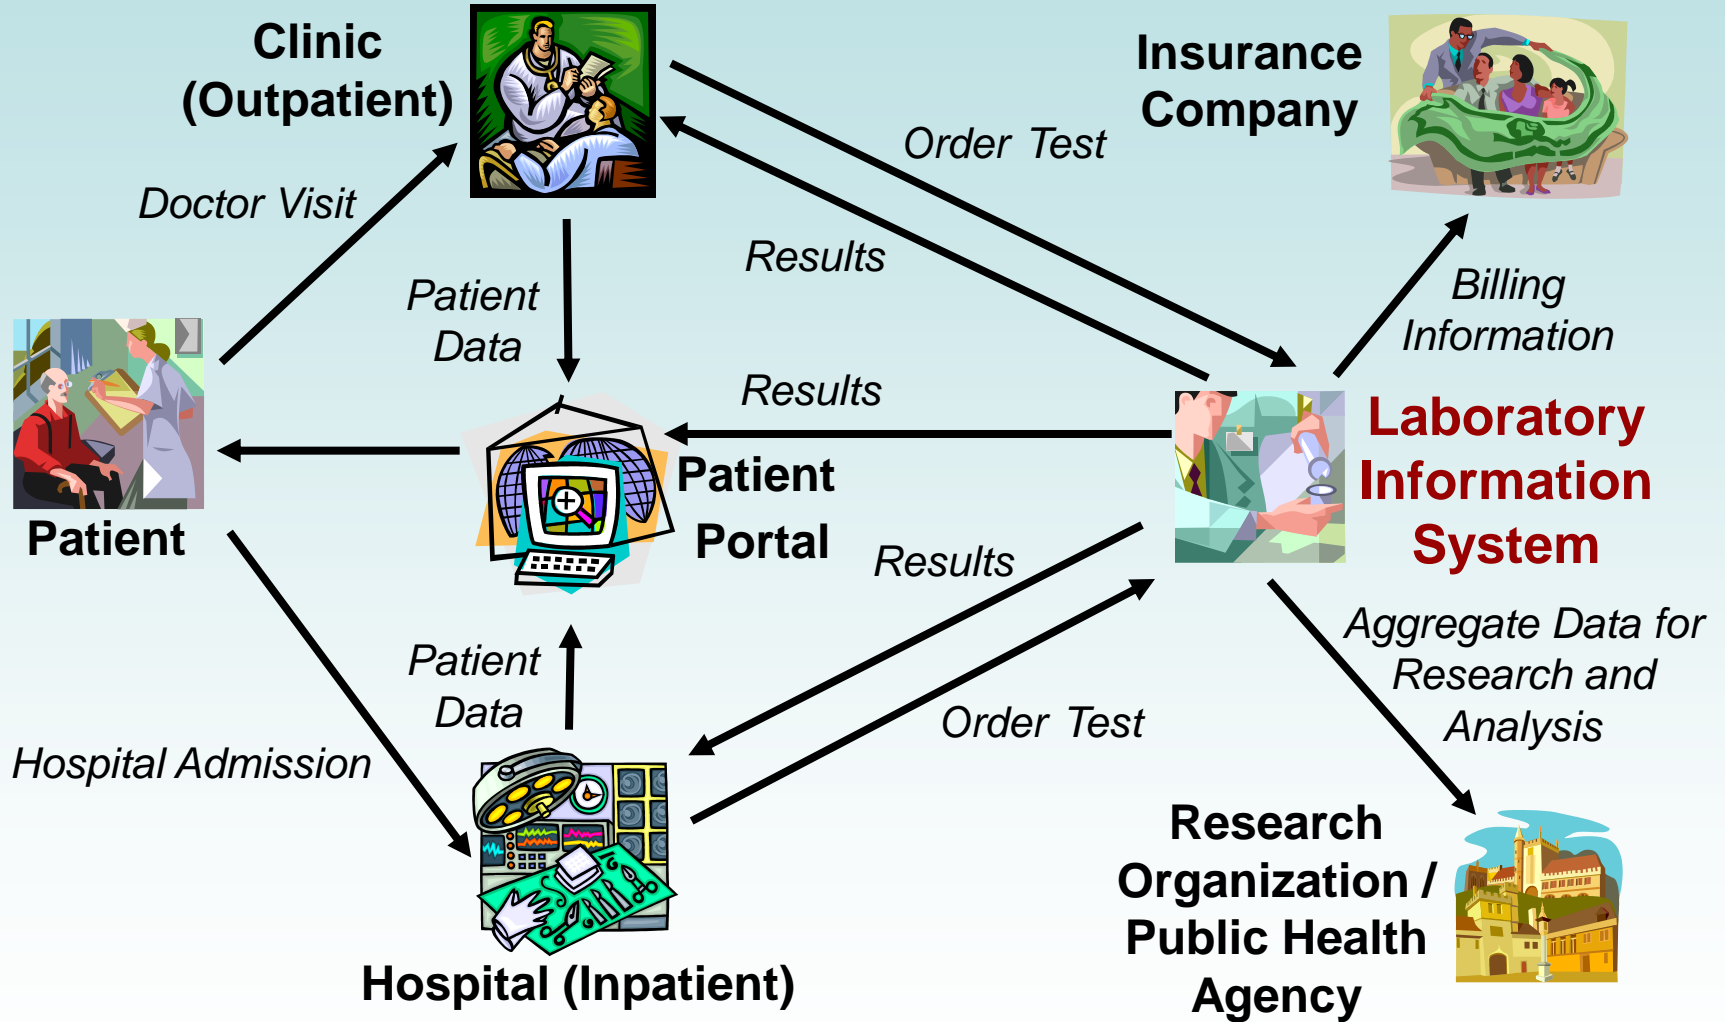 Clinic
(Outpatient)
Insurance
Company
Order Test
Doctor Visit
Results
Patient
Data
Billing
Information
Results
Patient
Patient
Portal
Laboratory
Information
System
Results
Patient
Data
Order Test
Aggregate Data for
Research and
Analysis
Hospital Admission
Hospital (Inpatient)
Research
Organization /
Public Health
Agency